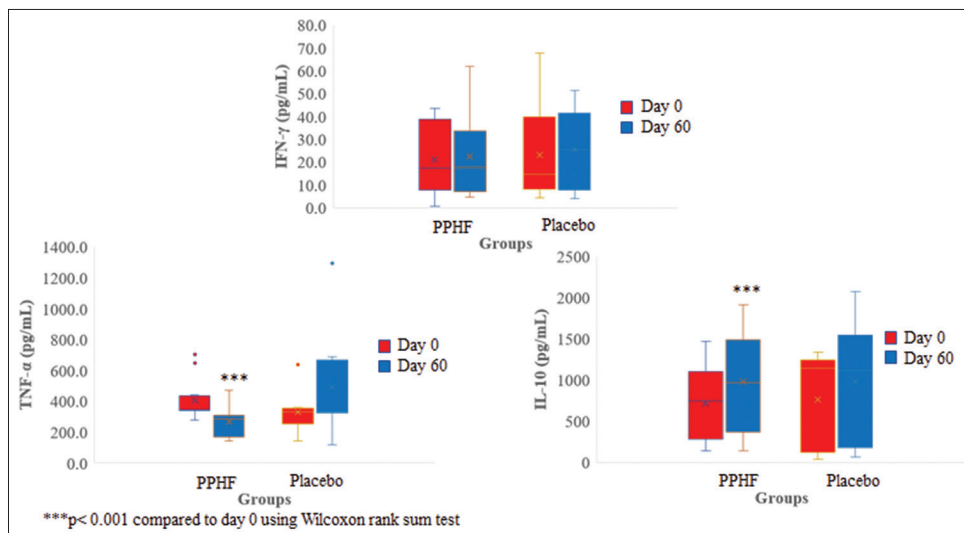 80.0
70.0
60.0
50.0
40.0
30.0
20.0
10.0
0.0
IFN-γ (pg/mL)
Day 0
Day 60
PPHF Placebo
Groups
1400.0
1200.0
1000.0
800.0
600.0
400.0
200.0
0.0
TNF-α (pg/mL)
***
Day 0
Day 60
PPHF Placebo
Groups
2500
2000
1500
1000
500
0
IL-10 (pg/mL)
***
Day 0
Day 60
PPHF Placebo
Groups
***p< 0.001 compared to day 0 using Wilcoxon rank sum test